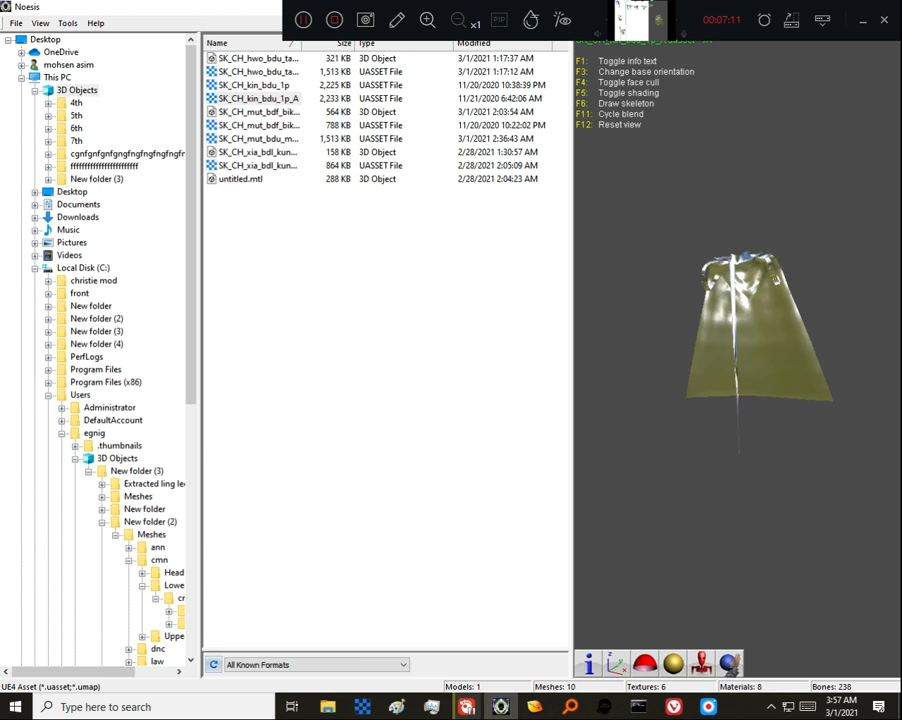 Noesis
x1
PIP
00:07:11
File View Tools Help
Desktop
OneDrive
mohsen asim
This PC
3D Objects
4th
5th
6th
7th
cgnfgnfgnfgngfngfngfngfnf
ffffffffffffffffffffffff
New folder (3)
Desktop
Documents
Downloads
Music
Pictures
Videos
Local Disk (C:)
christie mod
front
New folder
New folder (2)
New folder (3)
New folder (4)
PerfLogs
Program Files
Program Files (x86)
Users
Administrator
DefaultAccount
egnig
.thumbnails
3D Objects
New folder (3)
Extracted ling le
Meshes
New folder
New folder (2)
Meshes
ann
cmn
Head
Lowe
cr
Uppe
dnc
law
Name Size Type Modified
SK_CH_hwo_bdu_ta... 321 KB 3D Object 3/1/2021 1:17:37 AM
SK_CH_hwo_bdu_ta... 1,513 KB UASSET File 3/1/2021 1:17:12 AM
SK_CH_kin_bdu_1p 2,225 KB UASSET File 11/20/2020 10:38:39 PM
SK_CH_kin_bdu_1p_A 2,233 KB UASSET File 11/21/2020 6:42:06 AM
SK_CH_mut_bdf_bik... 564 KB 3D Object 3/1/2021 2:03:54 AM
SK_CH_mut_bdf_bik... 788 KB UASSET File 11/20/2020 10:22:02 PM
SK_CH_mut_bdu_m... 1,513 KB UASSET File 3/1/2021 2:36:43 AM
SK_CH_xia_bdl_kun... 158 KB 3D Object 2/28/2021 1:30:57 AM
SK_CH_xia_bdl_kun... 864 KB UASSET File 2/28/2021 2:05:09 AM
untitled.mtl 288 KB 3D Object 2/28/2021 2:04:23 AM
F1: Toggle info text
F3: Change base orientation
F4: Toggle face cull
F5: Toggle shading
F6: Draw skeleton
F11: Cycle blend
F12: Reset view
All Known Formats
UE4 Asset (*.uasset;*.umap) Models: 1 Meshes: 10 Textures: 6 Materials: 8 Bones: 238
Type here to search
3:57 AM
3/1/2021